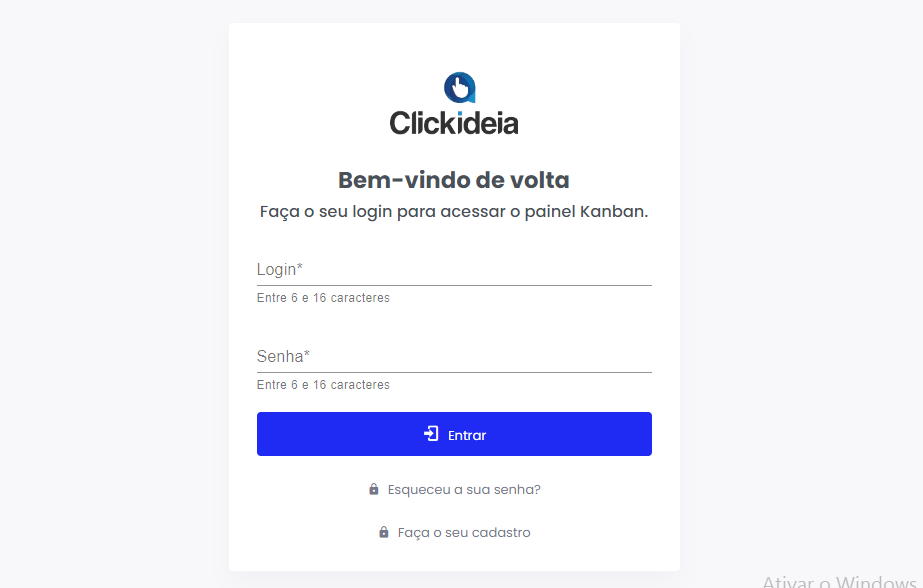 Clickideia
Bem-vindo de volta
Faça o seu login para acessar o painel Kanban.
Login*
Entre 6 e 16 caracteres
Senha*
Entre 6 e 16 caracteres
Entrar
Esqueceu a sua senha?
Faça o seu cadastro
Ativar o Windows